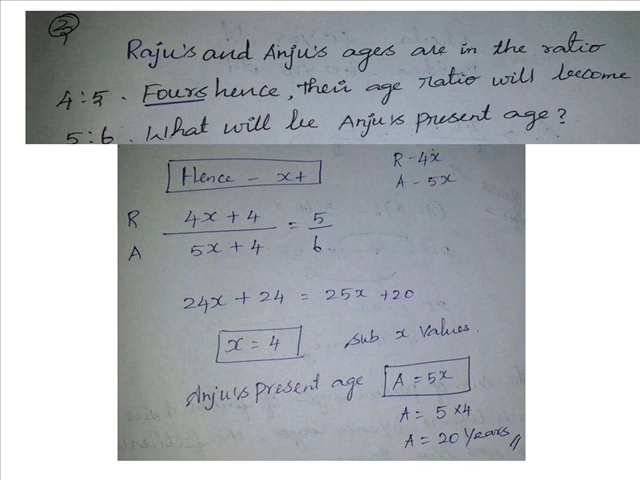 2)
Raju's and Anju's ages are in the ratio
4:5. Fours hence, their age ratio will become
5:6. What will be Anju's present age?
Hence - x+
R - 4x
A - 5x
R 4x + 4 / 5x + 4 = 5 / 6
A
24x + 24 = 25x + 20
x = 4 sub x values.
Anju's present age A = 5x
A = 5 × 4
A = 20 years //